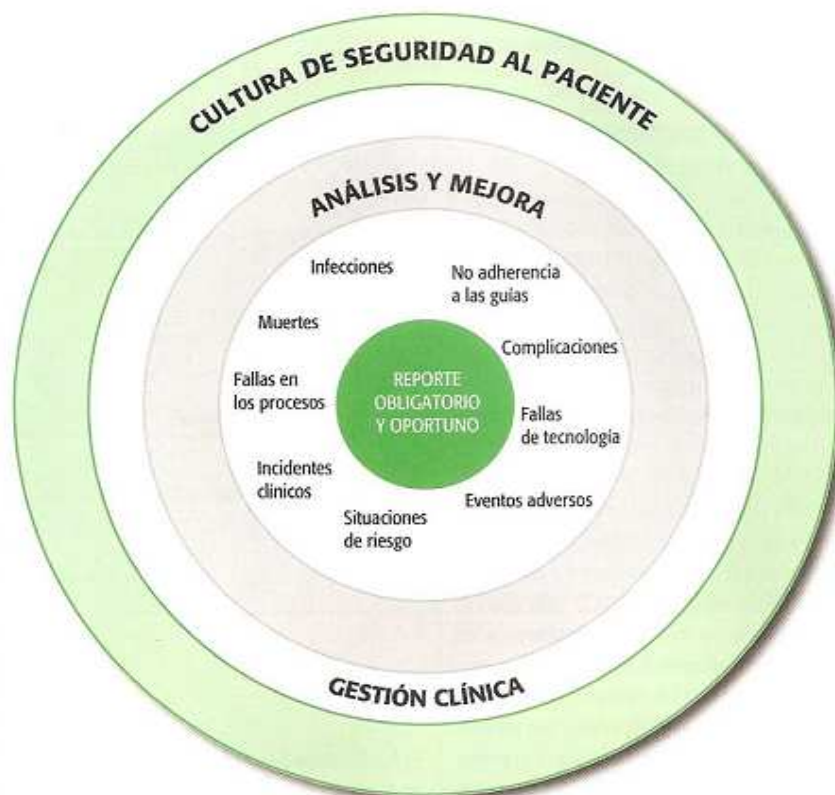 CULTURA DE SEGURIDAD AL PACIENTE
ANÁLISIS Y MEJORA
Infecciones
No adherencia
a las guías
Muertes
Complicaciones
Fallas en
los procesos
REPORTE
OBLIGATORIO
Y OPORTUNO
Fallas
de tecnología
Incidentes
clínicos
Eventos adversos
Situaciones
de riesgo
GESTIÓN CLÍNICA